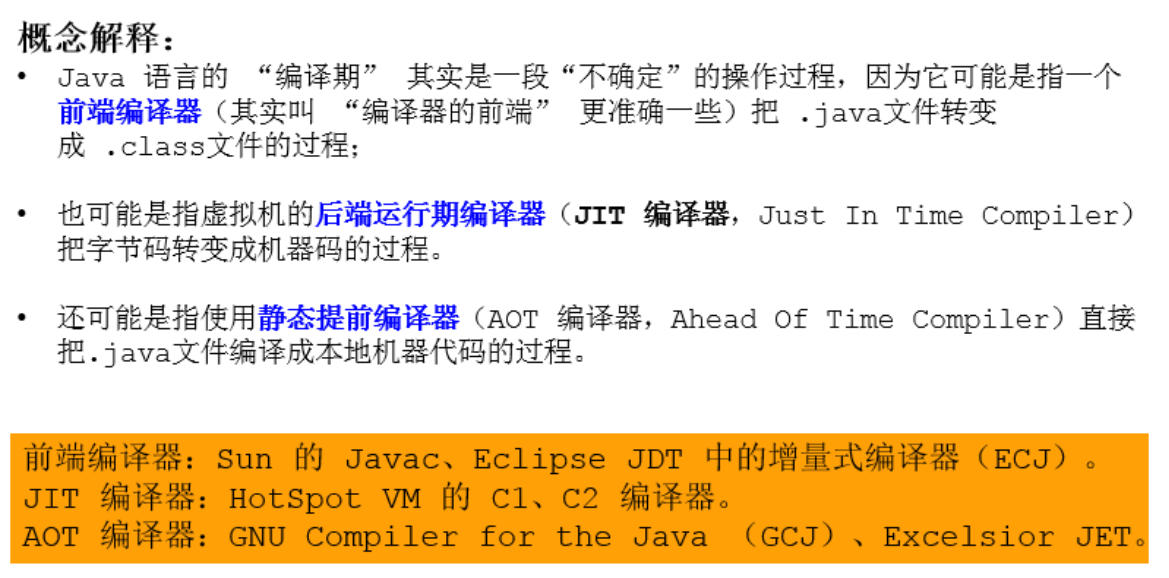 概念解释：
• Java 语言的 “编译期” 其实是一段“不确定”的操作过程，因为它可能是指一个
前端编译器（其实叫 “编译器的前端” 更准确一些）把 .java文件转变
成 .class文件的过程；
• 也可能是指虚拟机的后端运行期编译器（JIT 编译器，Just In Time Compiler）
把字节码转变成机器码的过程。
• 还可能是指使用静态提前编译器（AOT 编译器，Ahead Of Time Compiler）直接
把.java文件编译成本地机器代码的过程。
前端编译器：Sun 的 Javac、Eclipse JDT 中的增量式编译器（ECJ）。
JIT 编译器：HotSpot VM 的 C1、C2 编译器。
AOT 编译器：GNU Compiler for the Java （GCJ）、Excelsior JET。